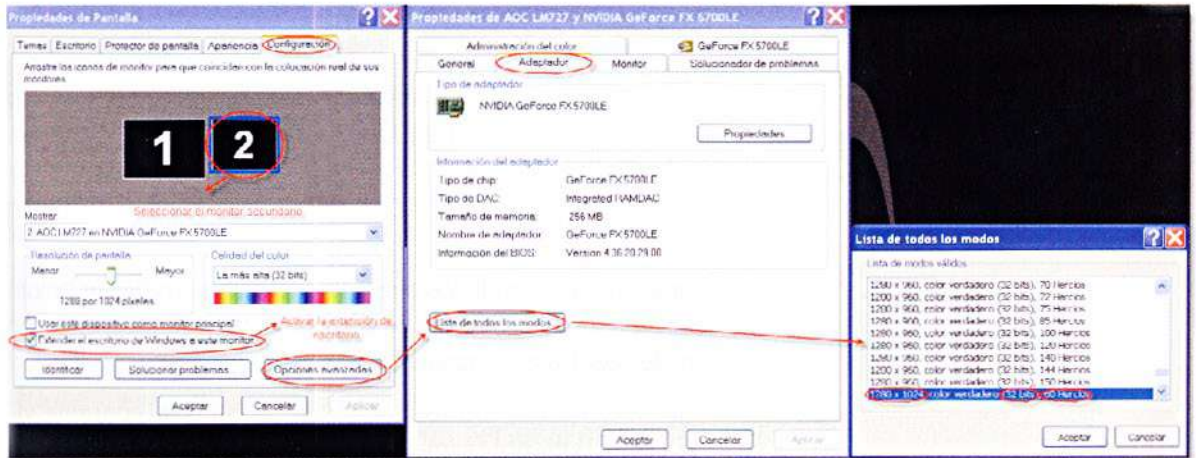 Propiedades de Pantalla
Temas Escritorio Protector de pantalla Apariencia Configuración
Arrastre los iconos de monitor para que coincidan con la colocación real de sus
monitores.
1 2
Seleccionar el monitor secundario
Mostrar:
2. AOC LM727 en NVIDIA GeForce FX 5700LE
Resolución de pantalla
Menor Mayor
1280 por 1024 píxeles
Calidad del color
La más alta (32 bits)
Usar este dispositivo como monitor principal
Extender el escritorio de Windows a este monitor
Activar la extensión de
escritorio
Identificar Solucionar problemas Opciones avanzadas
Aceptar Cancelar Aplicar
Propiedades de AOC LM727 y NVIDIA GeForce FX 5700LE
Administración del color GeForce FX 5700LE
General Adaptador Monitor Solucionador de problemas
Tipo de adaptador
NVIDIA GeForce FX 5700LE
Propiedades
Información del adaptador
Tipo de chip: GeForce FX 5700LE
Tipo de DAC: Integrated RAMDAC
Tamaño de memoria: 256 MB
Nombre de adaptador: GeForce FX 5700LE
Información del BIOS: Version 4.36.20.29.00
Lista de todos los modos
Aceptar Cancelar Aplicar
Lista de todos los modos
Lista de modos válidos
1280 x 960, color verdadero (32 bits), 70 Hercios
1280 x 960, color verdadero (32 bits), 72 Hercios
1280 x 960, color verdadero (32 bits), 75 Hercios
1280 x 960, color verdadero (32 bits), 85 Hercios
1280 x 960, color verdadero (32 bits), 100 Hercios
1280 x 960, color verdadero (32 bits), 120 Hercios
1280 x 960, color verdadero (32 bits), 140 Hercios
1280 x 960, color verdadero (32 bits), 144 Hercios
1280 x 960, color verdadero (32 bits), 150 Hercios
1280 x 1024, color verdadero (32 bits), 60 Hercios
Aceptar Cancelar